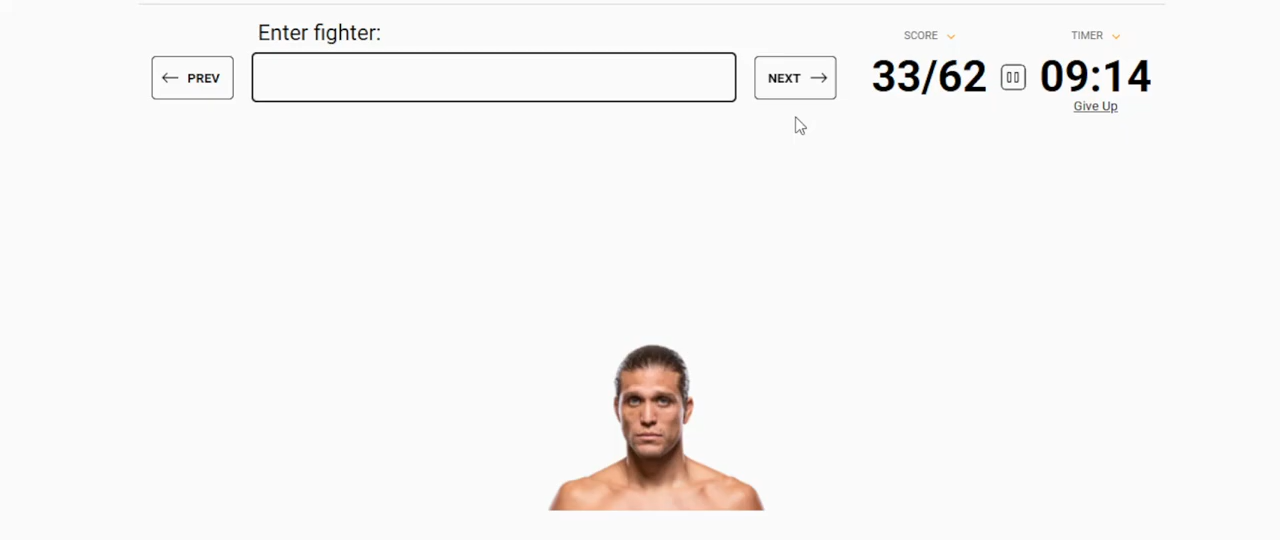 Enter fighter:
SCORE
TIMER
← PREV
NEXT →
33/62
09:14
Give Up